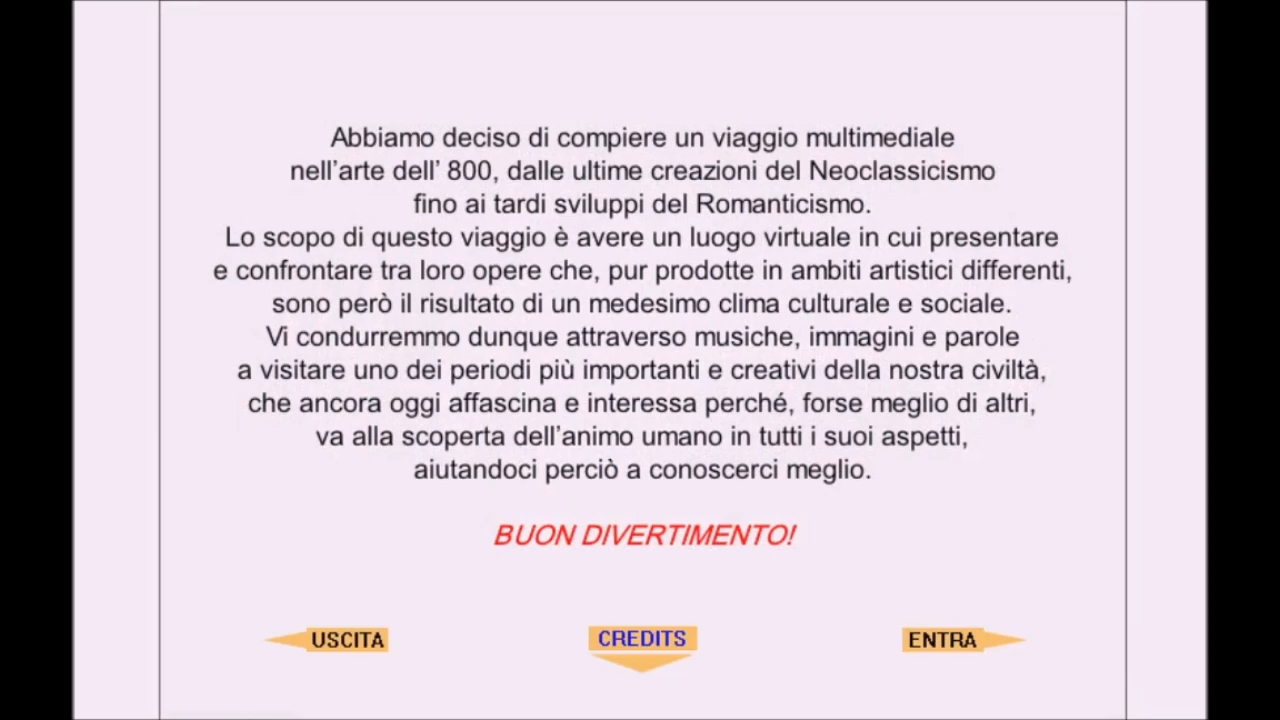 Abbiamo deciso di compiere un viaggio multimediale
nell'arte dell' 800, dalle ultime creazioni del Neoclassicismo
fino ai tardi sviluppi del Romanticismo.
Lo scopo di questo viaggio è avere un luogo virtuale in cui presentare
e confrontare tra loro opere che, pur prodotte in ambiti artistici differenti,
sono però il risultato di un medesimo clima culturale e sociale.
Vi condurremmo dunque attraverso musiche, immagini e parole
a visitare uno dei periodi più importanti e creativi della nostra civiltà,
che ancora oggi affascina e interessa perché, forse meglio di altri,
va alla scoperta dell'animo umano in tutti i suoi aspetti,
aiutandoci perciò a conoscerci meglio.
BUON DIVERTIMENTO!
USCITA
CREDITS
ENTRA